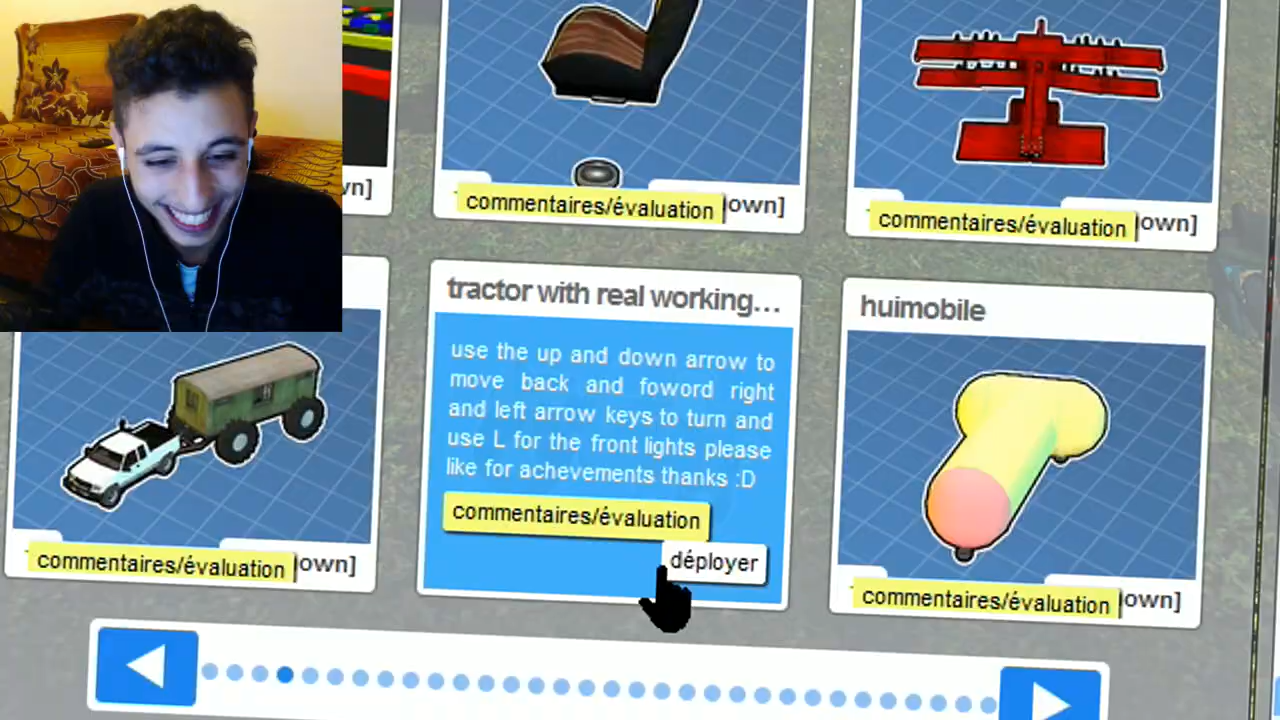 vn]
commentaires/évaluation
own]
commentaires/évaluation
own]
tractor with real working...
use the up and down arrow to
move back and foword right
and left arrow keys to turn and
use L for the front lights please
like for achevements thanks :D
commentaires/évaluation
déployer
huimobile
commentaires/évaluation
own]
commentaires/évaluation
own]